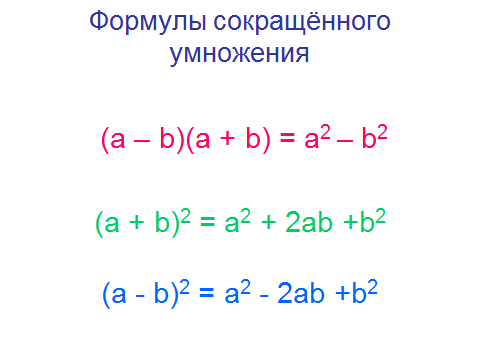 Формулы сокращённого
умножения
(a – b)(a + b) = a² – b²
(a + b)² = a² + 2ab +b²
(a - b)² = a² - 2ab +b²